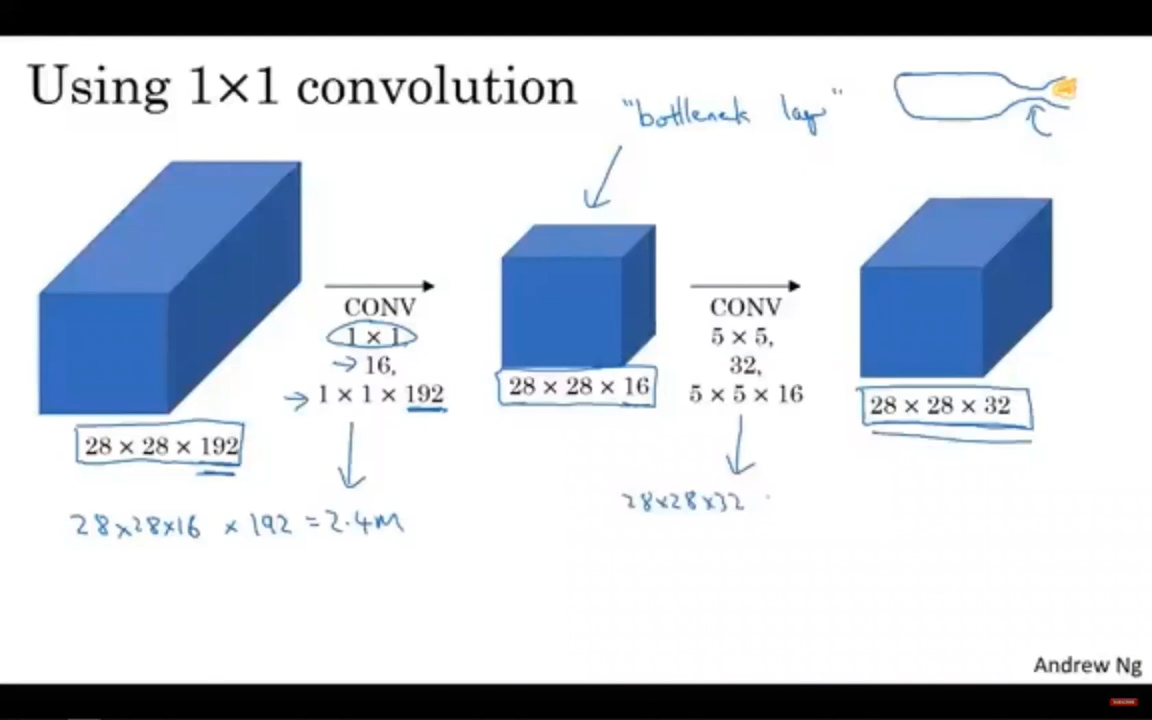 Using 1×1 convolution
"bottleneck layer"
CONV
1 × 1,
→ 16,
→ 1 × 1 × 192
28 × 28 × 192
28×28×16 × 192 = 2.4M
28 × 28 × 16
CONV
5 × 5,
32,
5 × 5 × 16
28×28×32
28 × 28 × 32
Andrew Ng
SUBSCRIBE